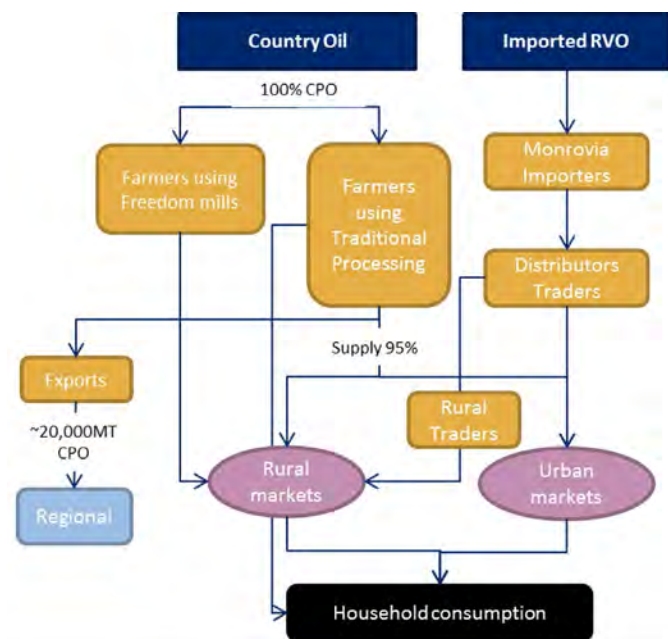 Country Oil
Imported RVO
100% CPO
Farmers using
Freedom mills
Farmers
using
Traditional
Processing
Monrovia
Importers
Distributors
Traders
Supply 95%
Exports
Rural
Traders
~20,000MT
CPO
Rural
markets
Urban
markets
Regional
Household consumption